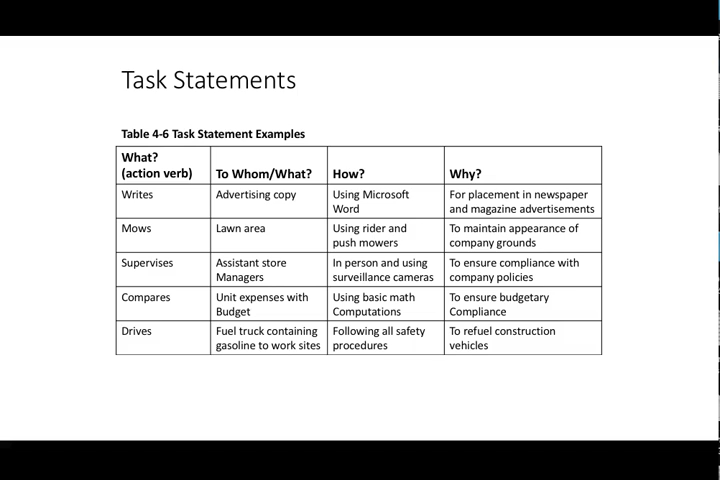 Task Statements
Table 4-6 Task Statement Examples
What?
(action verb) To Whom/What? How? Why?
Writes Advertising copy Using Microsoft For placement in newspaper
Word and magazine advertisements
Mows Lawn area Using rider and To maintain appearance of
push mowers company grounds
Supervises Assistant store In person and using To ensure compliance with
Managers surveillance cameras company policies
Compares Unit expenses with Using basic math To ensure budgetary
Budget Computations Compliance
Drives Fuel truck containing Following all safety To refuel construction
gasoline to work sites procedures vehicles